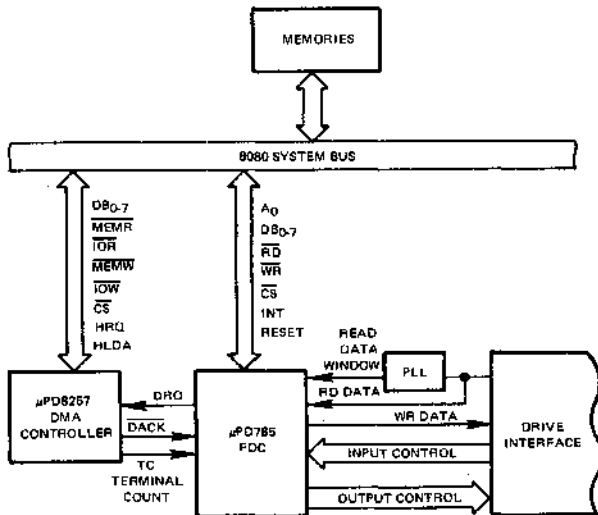 MEMORIES
8080 SYSTEM BUS
DB0-7
MEMR
IOR
MEMW
IOW
CS
HRQ
HLDA
A0
DB0-7
RD
WR
CS
INT
RESET
READ
DATA
WINDOW
PLL
RD DATA
WR DATA
INPUT CONTROL
OUTPUT CONTROL
DRIVE
INTERFACE
µPD8257
DMA
CONTROLLER
DRQ
DACK
TC
TERMINAL
COUNT
µPD765
FDC